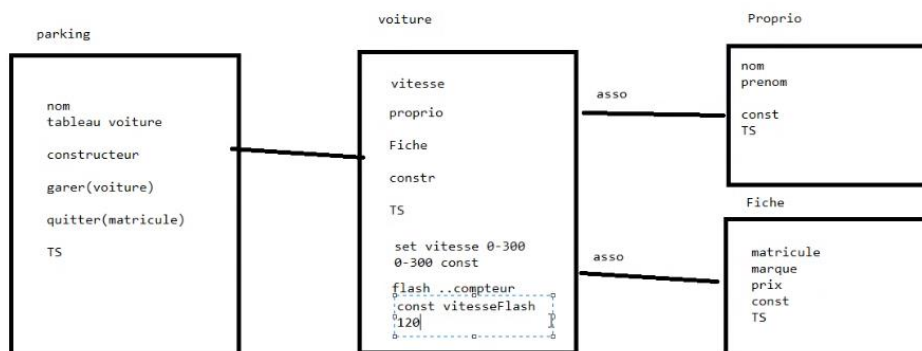 parking
nom
tableau voiture
constructeur
garer(voiture)
quitter(matricule)
TS
voiture
vitesse
proprio
Fiche
constr
TS
set vitesse 0-300
0-300 const
flash ..compteur
const vitesseFlash
120
asso
asso
Proprio
nom
prenom
const
TS
Fiche
matricule
marque
prix
const
TS